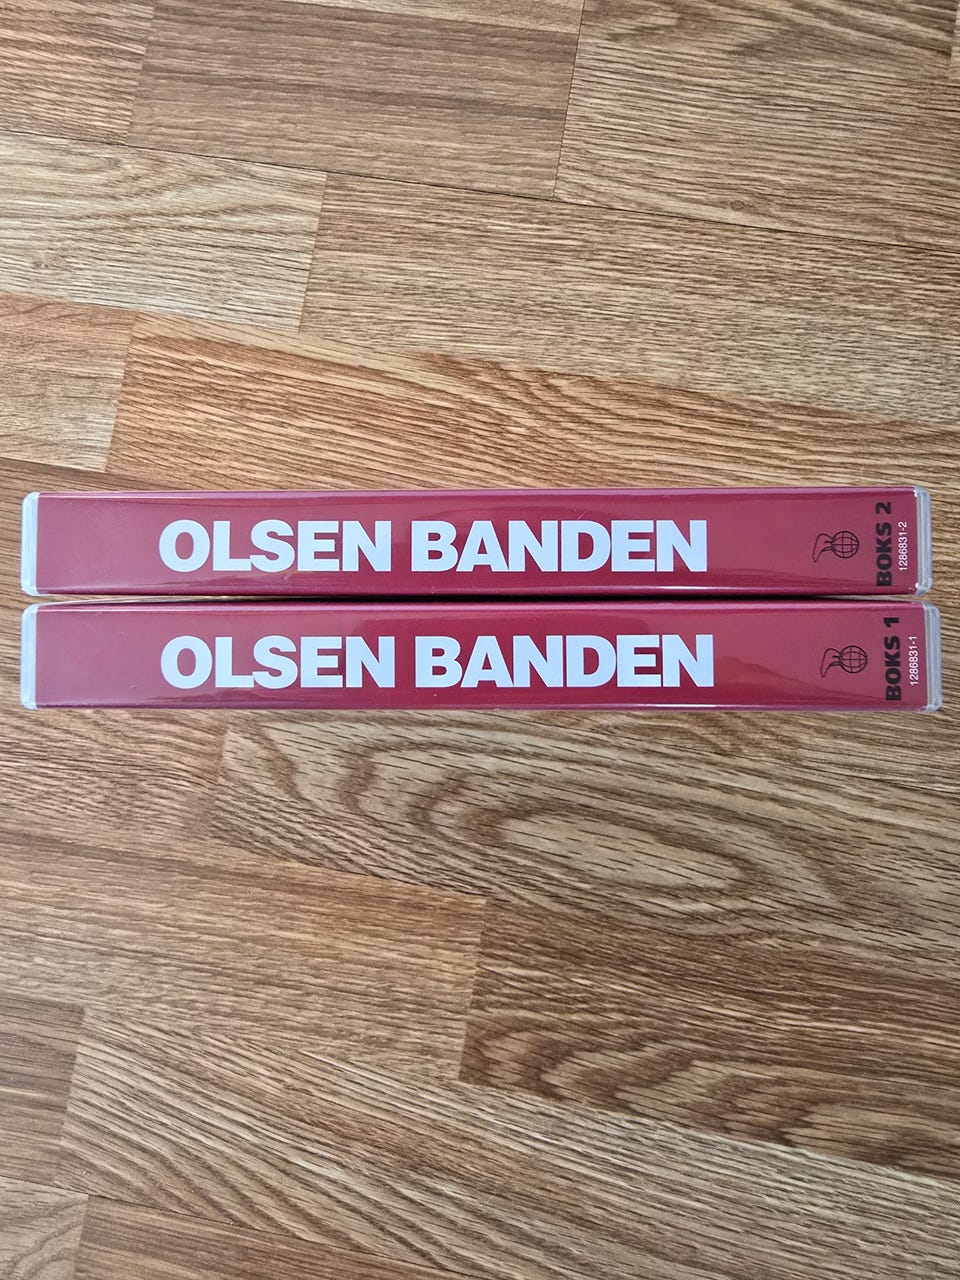 OLSEN BANDEN
BOKS 2
1286831-2
OLSEN BANDEN
BOKS 1
1286831-1